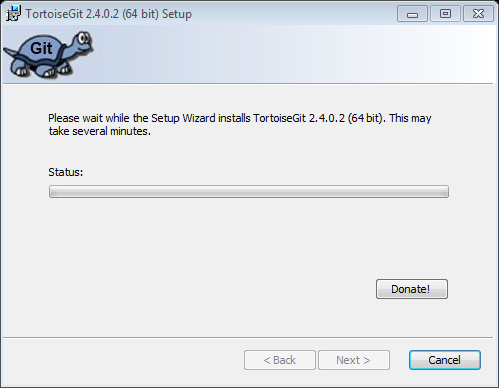 TortoiseGit 2.4.0.2 (64 bit) Setup
Git
Please wait while the Setup Wizard installs TortoiseGit 2.4.0.2 (64 bit). This may
take several minutes.
Status:
Donate!
< Back Next > Cancel